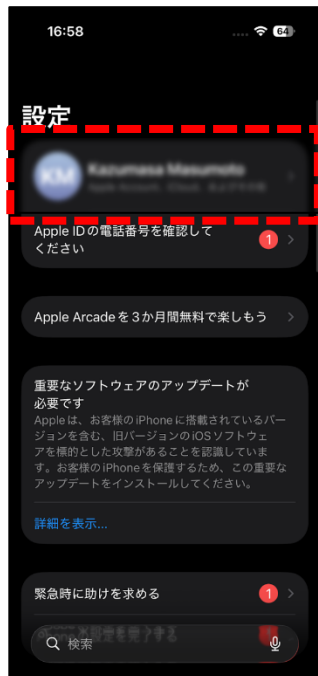 16:58
64
設定
KM
Kazumasa Masumoto
Apple IDの電話番号を確認して
ください
1
Apple Arcadeを3か月間無料で楽しもう
重要なソフトウェアのアップデートが
必要です
Appleは、お客様のiPhoneに搭載されているバー
ジョンを含む、旧バージョンのiOSソフトウェ
アを標的とした攻撃があることを認識していま
す。お客様のiPhoneを保護するため、この重要な
アップデートをインストールしてください。
詳細を表示...
緊急時に助けを求める
1
検索